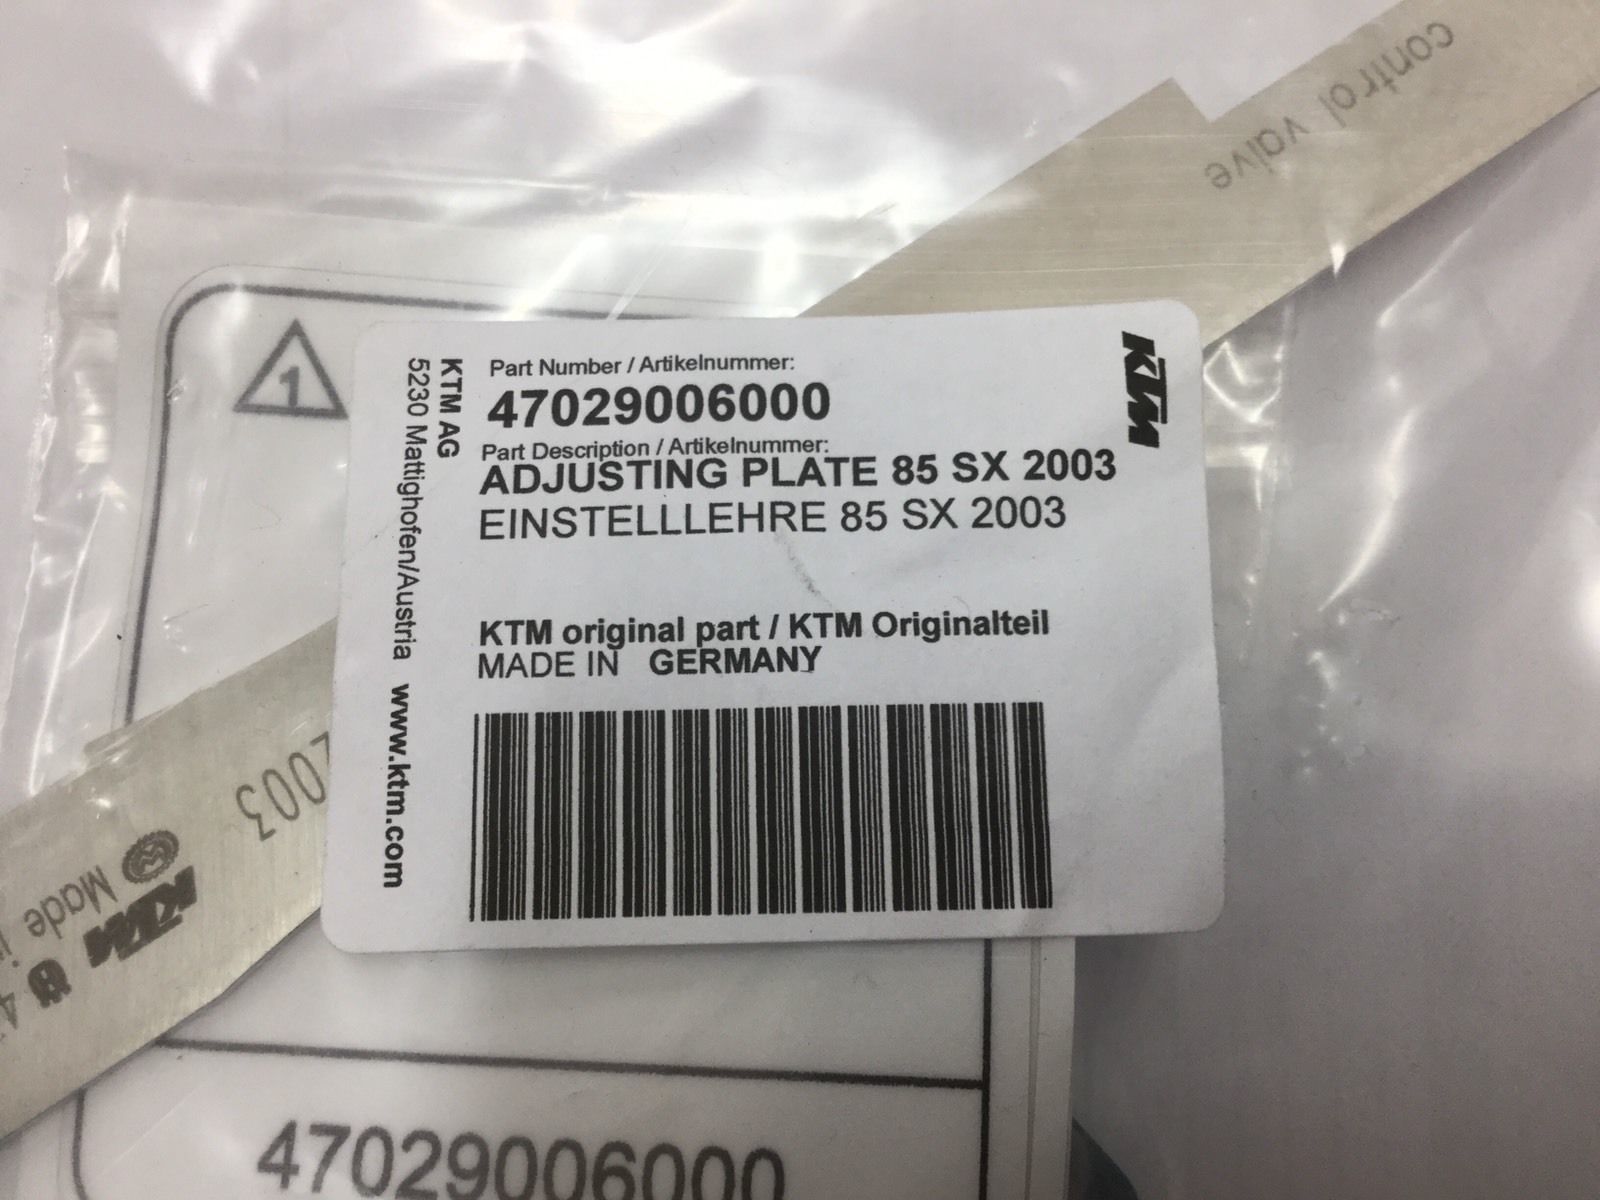 control valve
1
KTM
KTM AG
5230 Mattighofen/Austria www.ktm.com
Part Number / Artikelnummer:
47029006000
Part Description / Artikelnummer:
ADJUSTING PLATE 85 SX 2003
EINSTELLLEHRE 85 SX 2003
KTM original part / KTM Originalteil
MADE IN GERMANY
2003
Made
KTM
47029006000